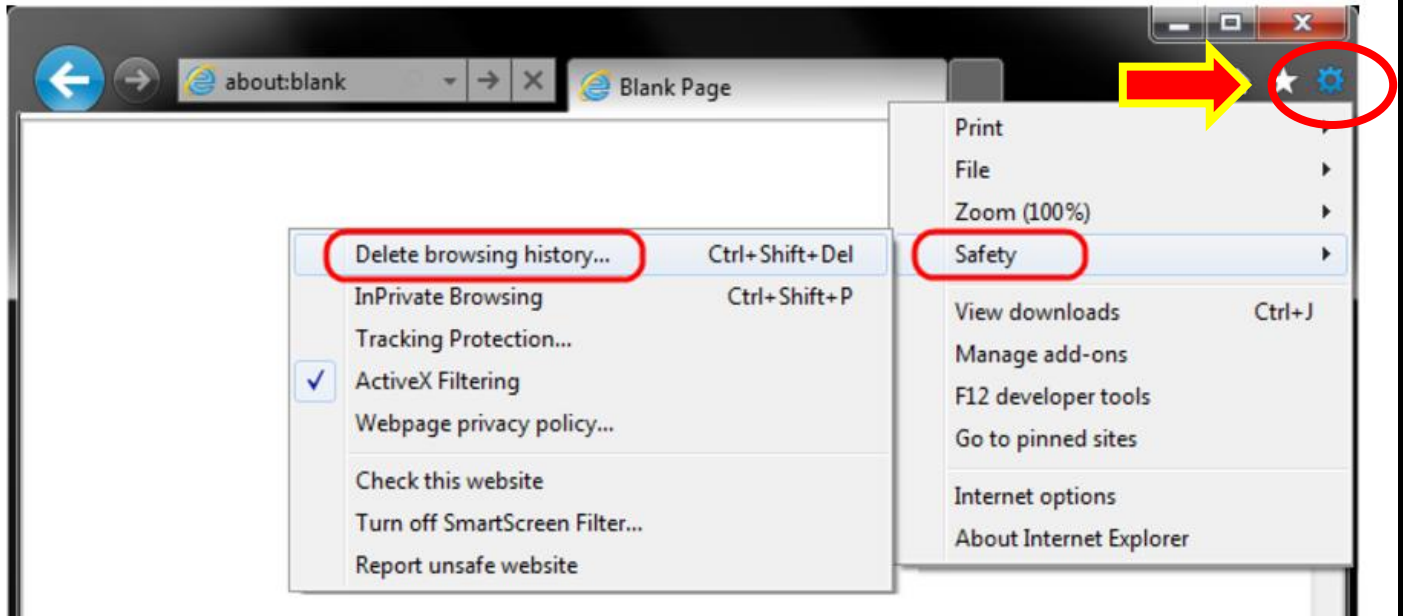 about:blank
Blank Page
Print
File
Zoom (100%)
Safety
View downloads Ctrl+J
Manage add-ons
F12 developer tools
Go to pinned sites
Internet options
About Internet Explorer
Delete browsing history... Ctrl+Shift+Del
InPrivate Browsing Ctrl+Shift+P
Tracking Protection...
ActiveX Filtering
Webpage privacy policy...
Check this website
Turn off SmartScreen Filter...
Report unsafe website